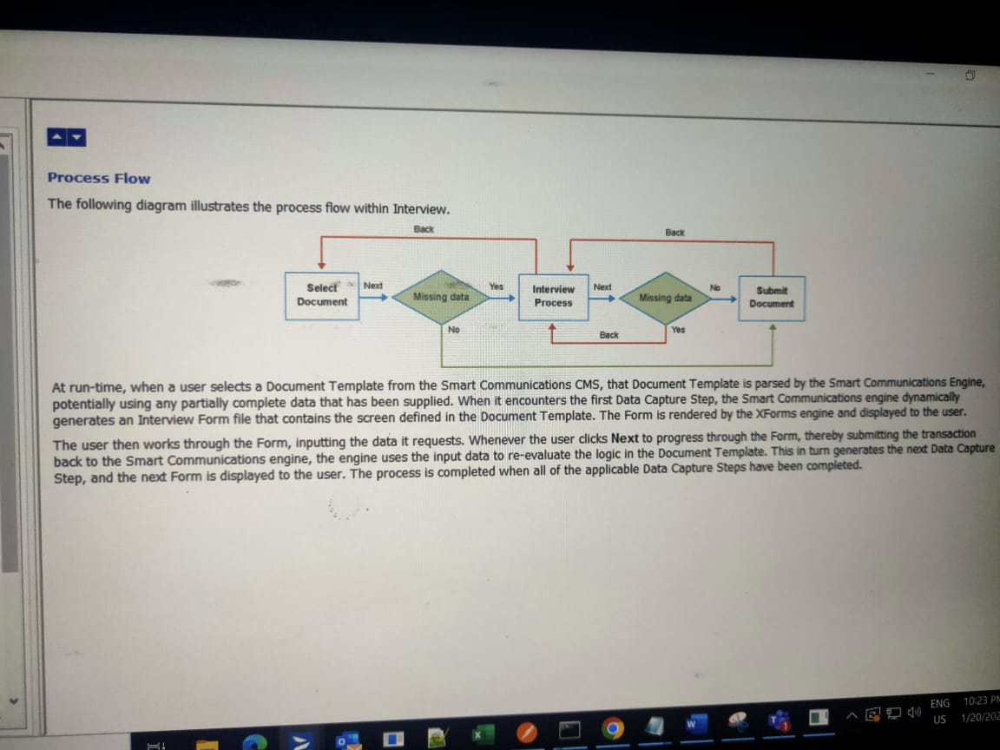 Process Flow
The following diagram illustrates the process flow within Interview.
Back
Back
Select
Document
Next
Missing data
Yes
Interview
Process
Next
Missing data
No
Submit
Document
No
Back
Yes
At run-time, when a user selects a Document Template from the Smart Communications CMS, that Document Template is parsed by the Smart Communications Engine,
potentially using any partially complete data that has been supplied. When it encounters the first Data Capture Step, the Smart Communications engine dynamically
generates an Interview Form file that contains the screen defined in the Document Template. The Form is rendered by the XForms engine and displayed to the user.
The user then works through the Form, inputting the data it requests. Whenever the user clicks Next to progress through the Form, thereby submitting the transaction
back to the Smart Communications engine, the engine uses the input data to re-evaluate the logic in the Document Template. This in turn generates the next Data Capture
Step, and the next Form is displayed to the user. The process is completed when all of the applicable Data Capture Steps have been completed.
ENG
US
10:23 PM
1/20/202